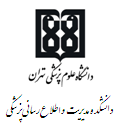 دانشگاه علوم پزشکی تهران
دانشکده مدیریت و اطلاع رسانی پزشکی